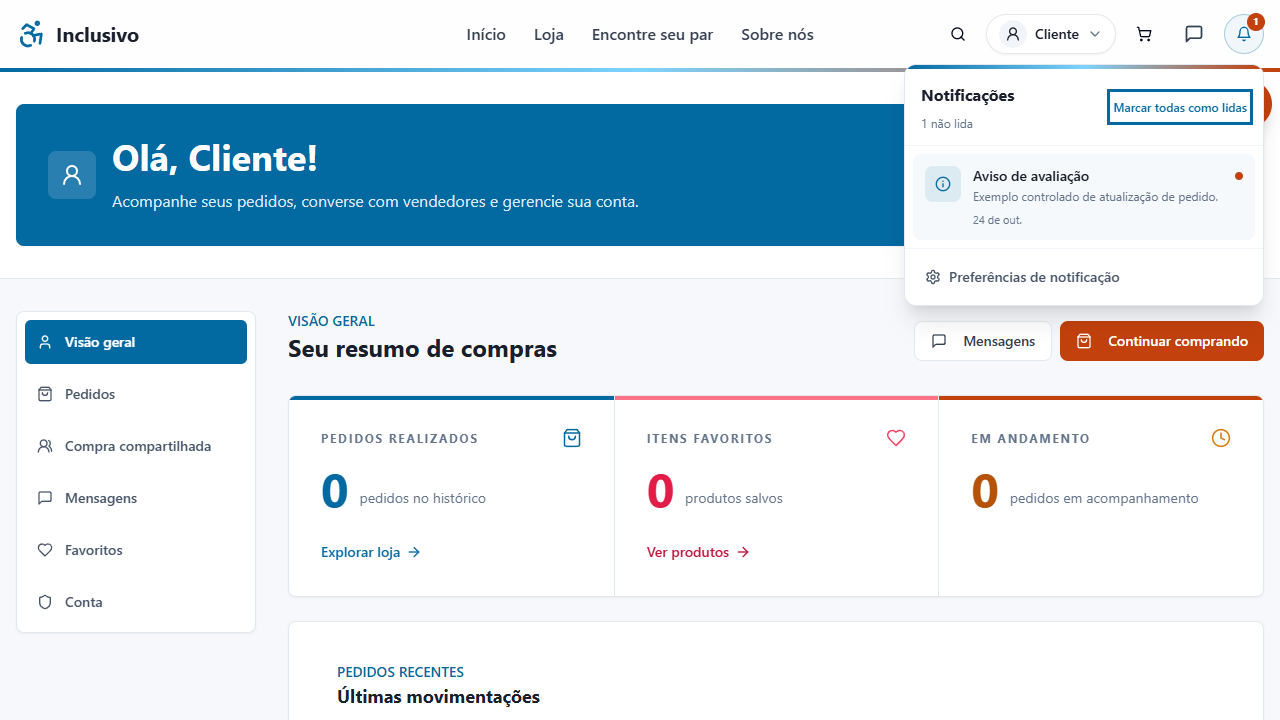 Inclusivo
Início
Loja
Encontre seu par
Sobre nós
Cliente
1
Notificações
Marcar todas como lidas
1 não lida
Aviso de avaliação
Exemplo controlado de atualização de pedido.
24 de out.
Preferências de notificação
Olá, Cliente!
Acompanhe seus pedidos, converse com vendedores e gerencie sua conta.
Visão geral
Pedidos
Compra compartilhada
Mensagens
Favoritos
Conta
VISÃO GERAL
Seu resumo de compras
Mensagens
Continuar comprando
PEDIDOS REALIZADOS
0 pedidos no histórico
Explorar loja
ITENS FAVORITOS
0 produtos salvos
Ver produtos
EM ANDAMENTO
0 pedidos em acompanhamento
PEDIDOS RECENTES
Últimas movimentações